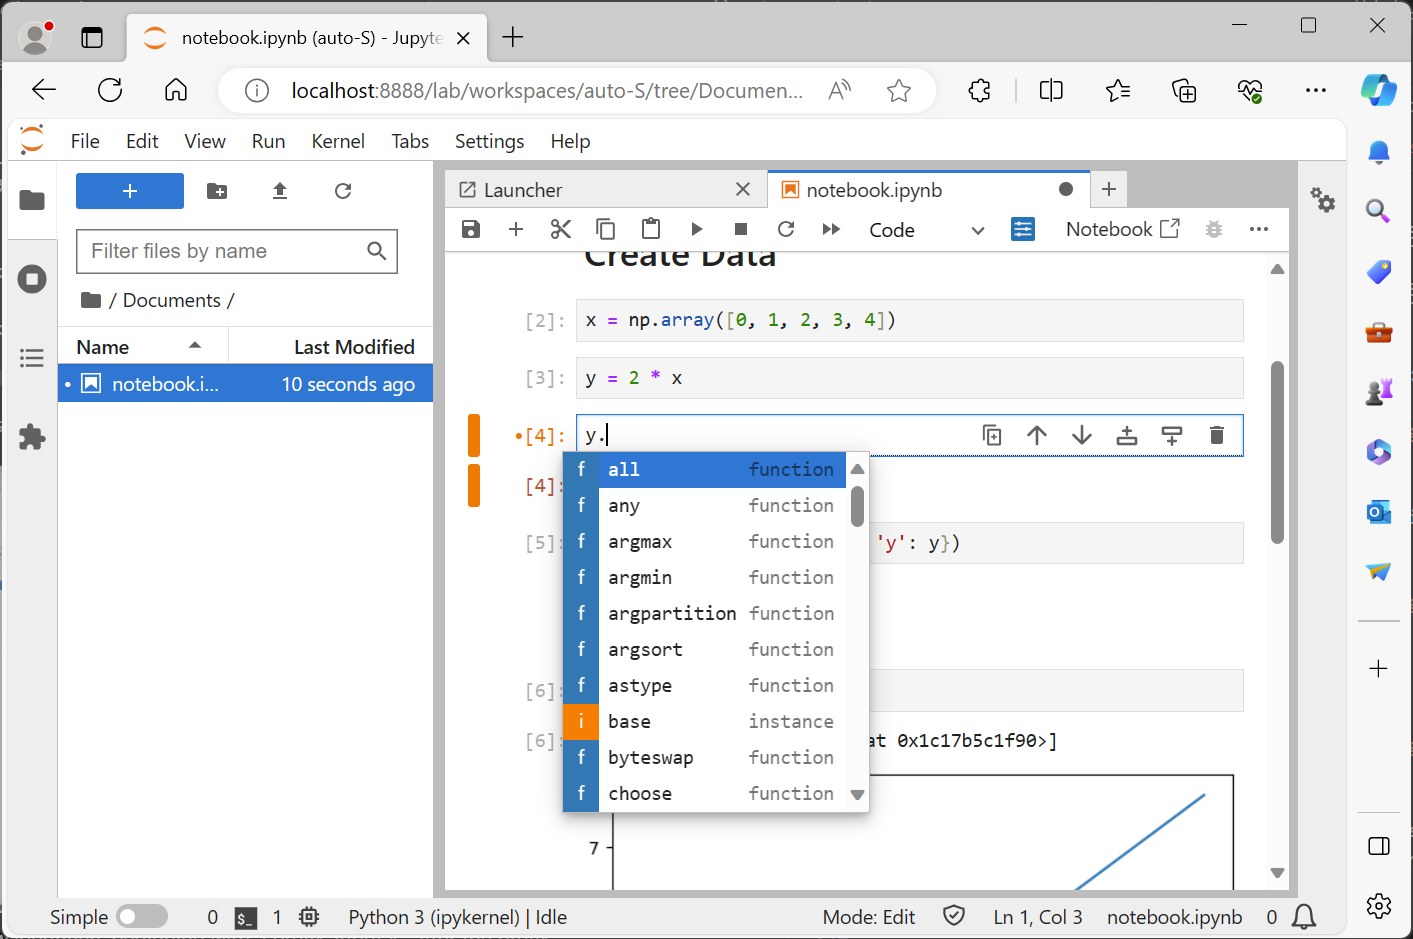 notebook.ipynb (auto-S) - Jupyte
localhost:8888/lab/workspaces/auto-S/tree/Documen...
File Edit View Run Kernel Tabs Settings Help
Launcher
notebook.ipynb
Filter files by name
/ Documents /
Name
Last Modified
notebook.i...
10 seconds ago
Code
Notebook
Create Data
[2]: x = np.array([0, 1, 2, 3, 4])
[3]: y = 2 * x
[4]: y.
f all function
f any function
f argmax function
f argmin function
f argpartition function
f argsort function
f astype function
i base instance
f byteswap function
f choose function
[4]:
[5]: 'y': y})
[6]:
[6]: at 0x1c17b5c1f90>]
7
Simple 0 1 Python 3 (ipykernel) | Idle
Mode: Edit Ln 1, Col 3 notebook.ipynb 0